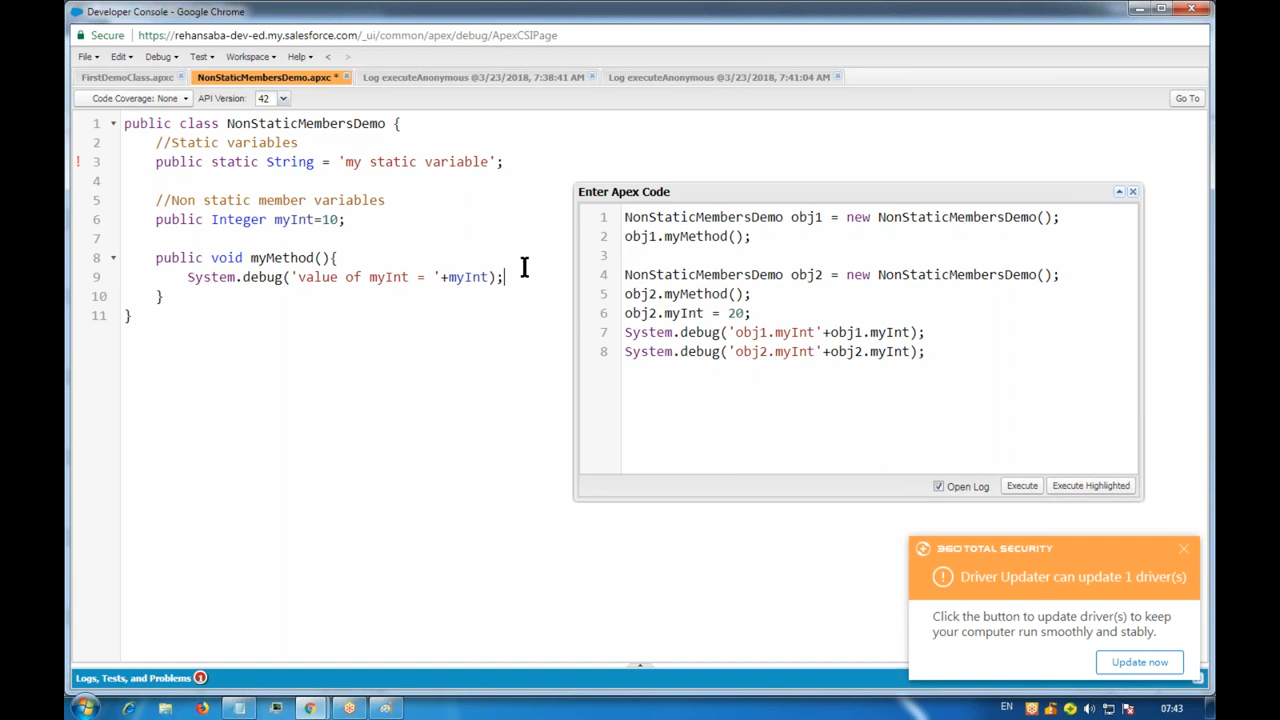 Developer Console - Google Chrome
Secure https://rehansaba-dev-ed.my.salesforce.com/_ui/common/apex/debug/ApexCSIPage
File Edit Debug Test Workspace Help < >
FirstDemoClass.apxc NonStaticMembersDemo.apxc * Log executeAnonymous @3/23/2018, 7:38:41 AM Log executeAnonymous @3/23/2018, 7:41:04 AM
Code Coverage: None API Version: 42 Go To
1 public class NonStaticMembersDemo {
2 //Static variables
! 3 public static String = 'my static variable';
4
5 //Non static member variables
6 public Integer myInt=10;
7
8 public void myMethod(){
9 System.debug('value of myInt = '+myInt);
10 }
11 }
Enter Apex Code
1 NonStaticMembersDemo obj1 = new NonStaticMembersDemo();
2 obj1.myMethod();
3
4 NonStaticMembersDemo obj2 = new NonStaticMembersDemo();
5 obj2.myMethod();
6 obj2.myInt = 20;
7 System.debug('obj1.myInt'+obj1.myInt);
8 System.debug('obj2.myInt'+obj2.myInt);
Open Log Execute Execute Highlighted
360 TOTAL SECURITY
Driver Updater can update 1 driver(s)
Click the button to update driver(s) to keep
your computer run smoothly and stably.
Update now
Logs, Tests, and Problems 1
EN 07:43